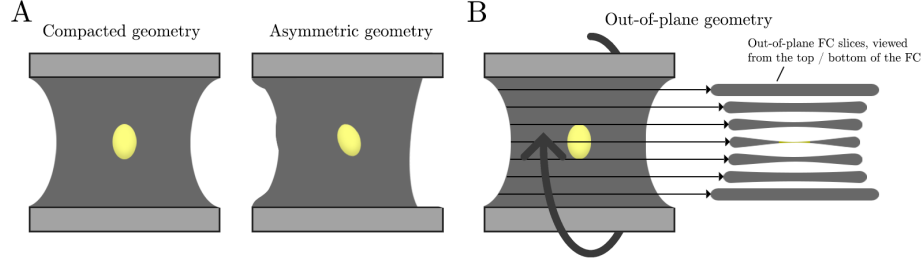 A
Compacted geometry
Asymmetric geometry
B
Out-of-plane geometry
Out-of-plane FC slices, viewed
from the top / bottom of the FC